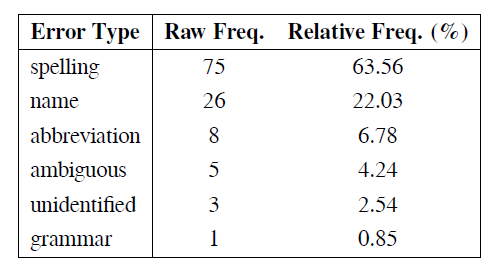 Error Type Raw Freq. Relative Freq. (%)
spelling 75 63.56
name 26 22.03
abbreviation 8 6.78
ambiguous 5 4.24
unidentified 3 2.54
grammar 1 0.85